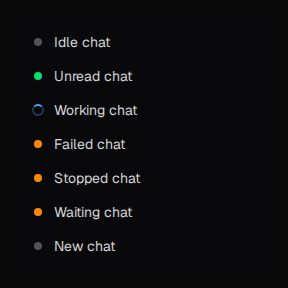 Idle chat
Unread chat
Working chat
Failed chat
Stopped chat
Waiting chat
New chat